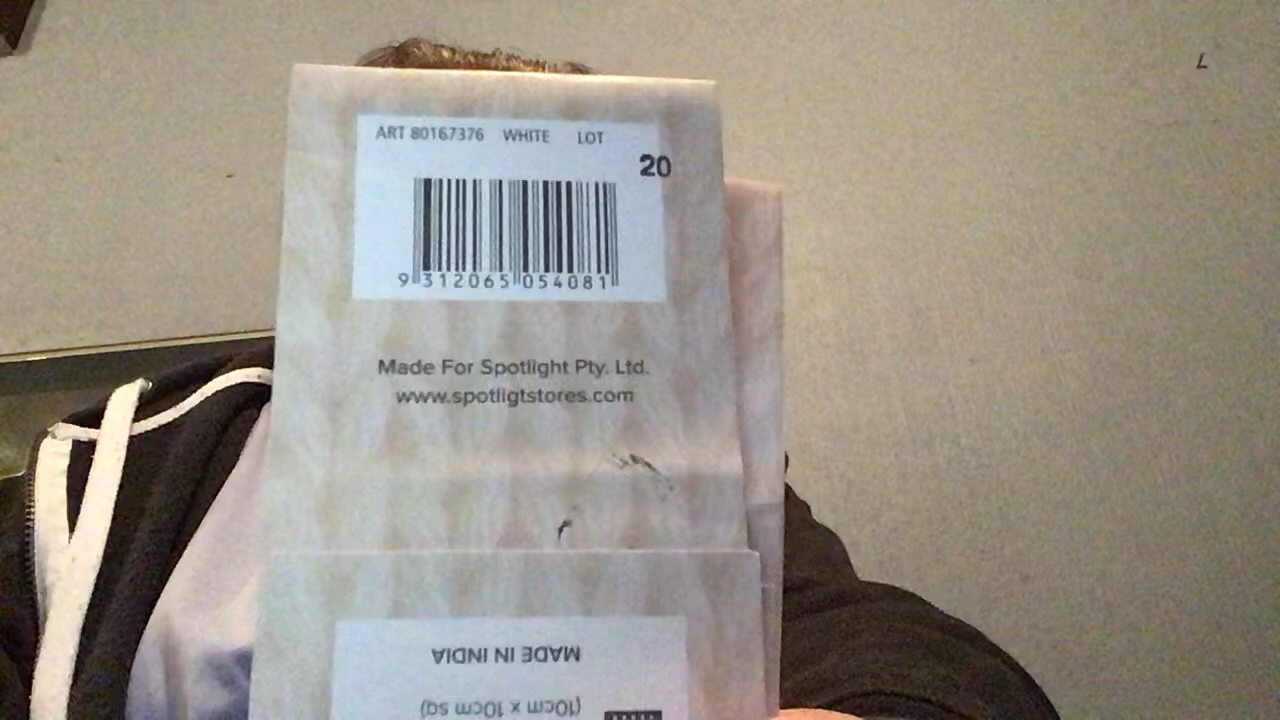 ART 80167376 WHITE LOT
20
9 312065 054081
Made For Spotlight Pty. Ltd.
www.spotligtstores.com
MADE IN INDIA
(10cm x 10cm sq)